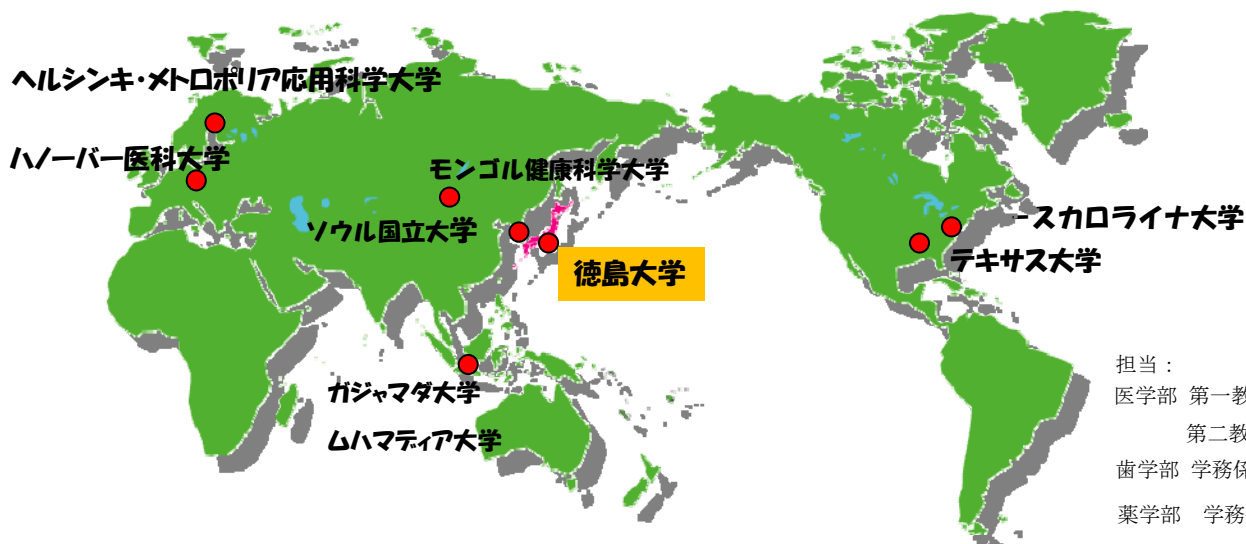 ヘルシンキ・メトロポリア応用科学大学
ハノーバー医科大学
モンゴル健康科学大学
ソウル国立大学
徳島大学
ースカロライナ大学
テキサス大学
ガジャマダ大学
ムハマディア大学
担当：
医学部 第一教
第二教
歯学部 学務係
薬学部 学務